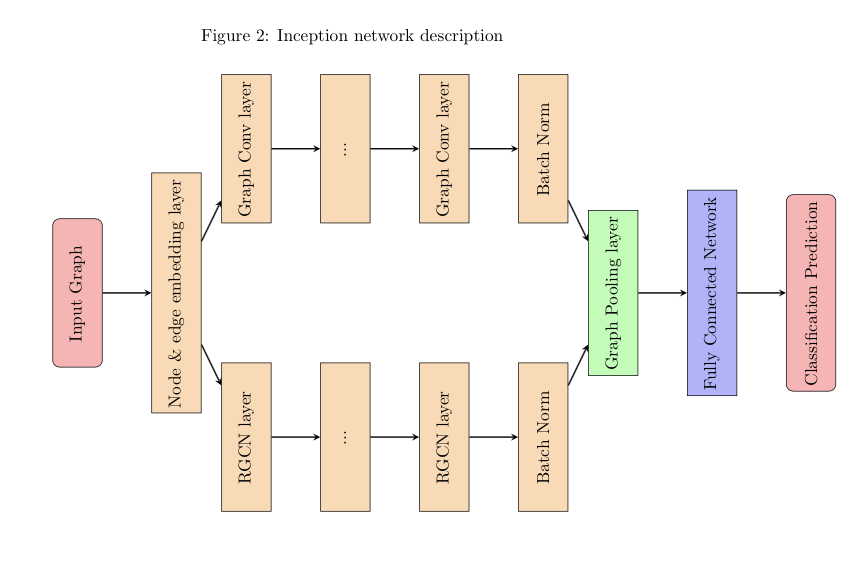 Figure 2: Inception network description
Input Graph
Node & edge embedding layer
Graph Conv layer
...
Graph Conv layer
Batch Norm
RGCN layer
...
RGCN layer
Batch Norm
Graph Pooling layer
Fully Connected Network
Classification Prediction